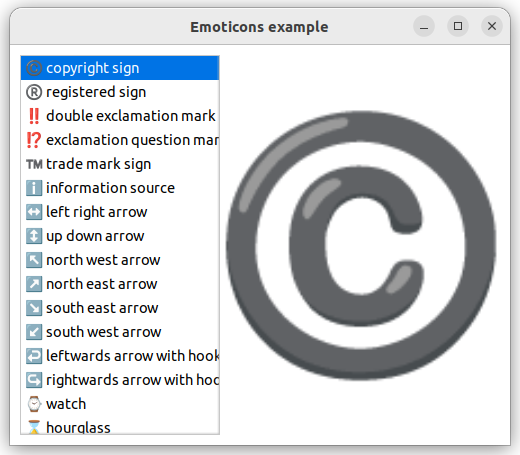 Emoticons example
© copyright sign
® registered sign
‼ double exclamation mark
⁉ exclamation question mar
™ trade mark sign
ℹ information source
↔ left right arrow
↕ up down arrow
↖ north west arrow
↗ north east arrow
↘ south east arrow
↙ south west arrow
↩ leftwards arrow with hook
↪ rightwards arrow with hoo
⌚ watch
⌛ hourglass
©